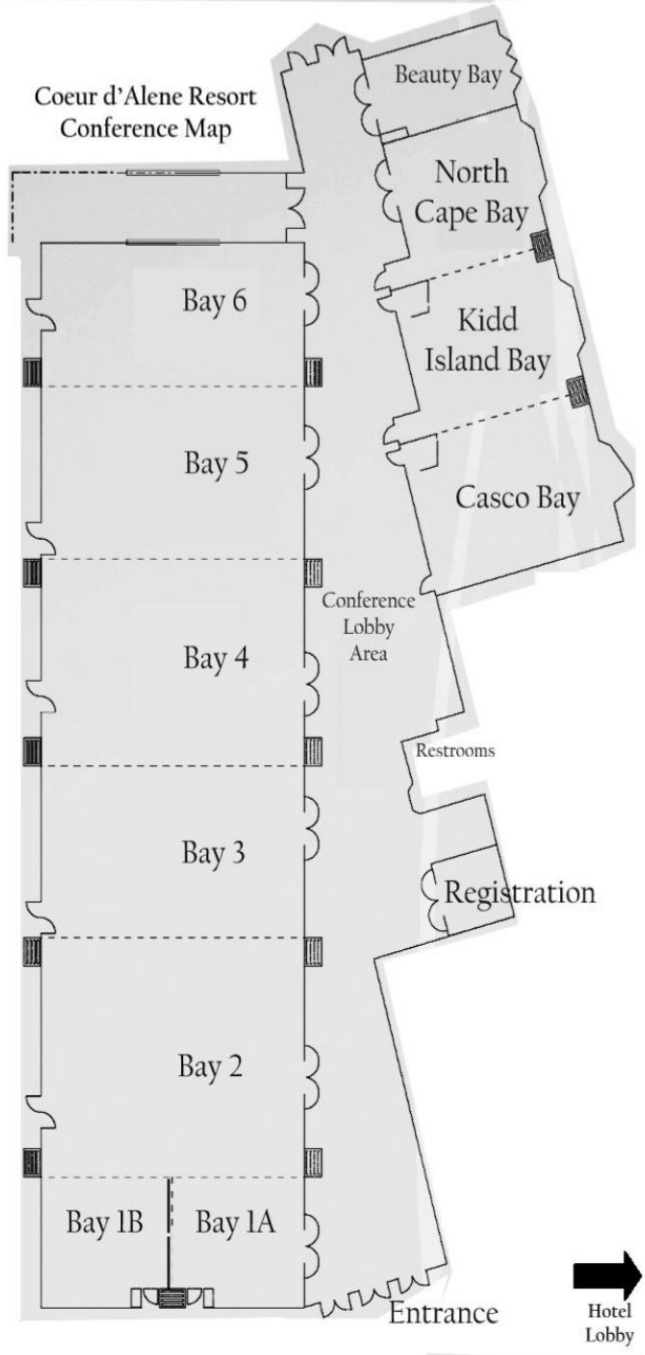 Coeur d'Alene Resort
Conference Map
Beauty Bay
North
Cape Bay
Bay 6
Kidd
Island Bay
Bay 5
Casco Bay
Conference
Lobby
Area
Bay 4
Restrooms
Bay 3
Registration
Bay 2
Bay 1B
Bay 1A
Entrance
Hotel
Lobby